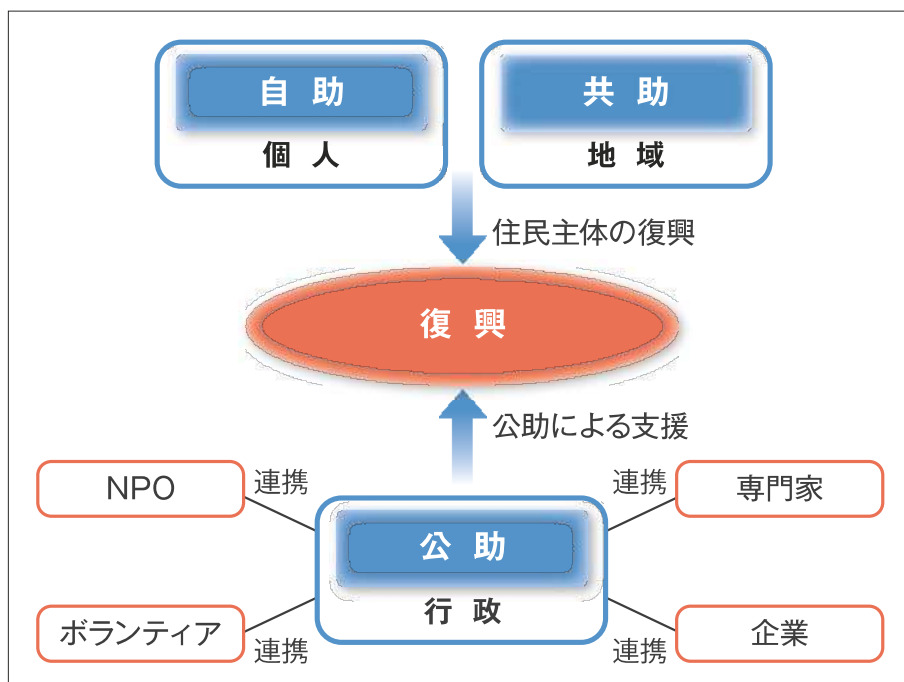 自助
個人
共助
地域
住民主体の復興
復興
公助による支援
NPO
連携
連携
専門家
公助
行政
ボランティア
連携
連携
企業